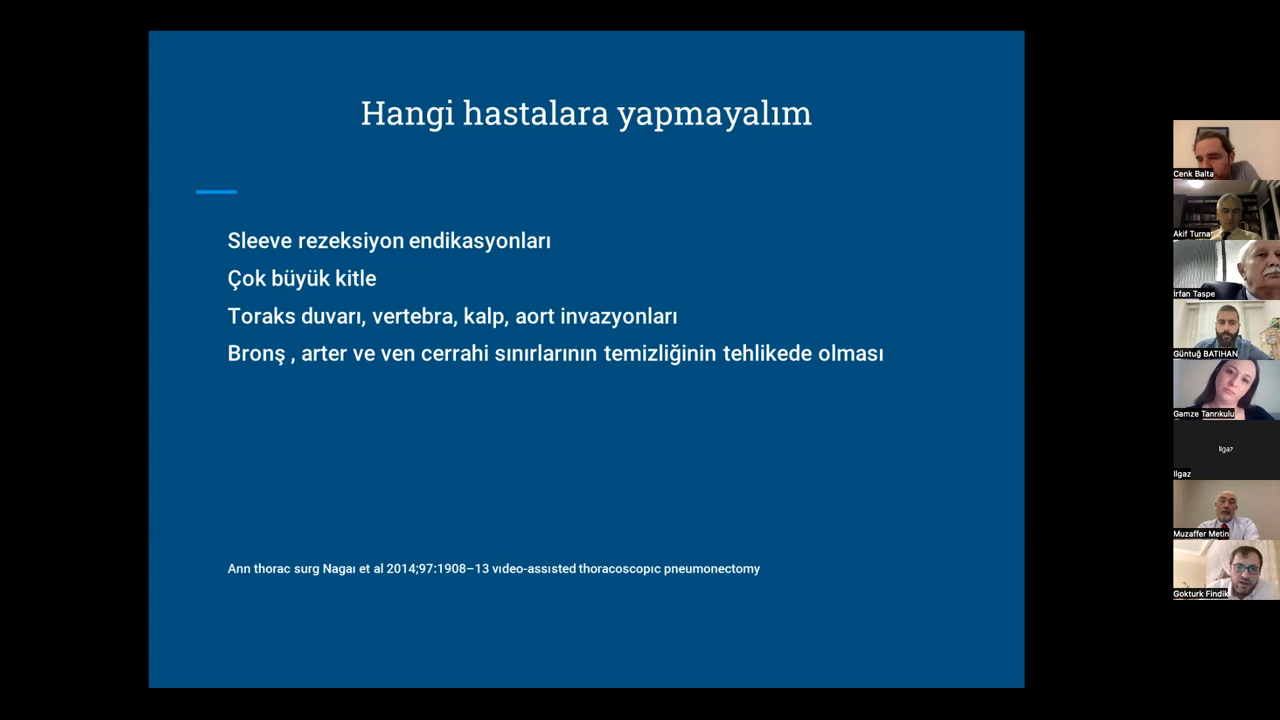 Hangi hastalara yapmayalım
Sleeve rezeksiyon endikasyonları
Çok büyük kitle
Toraks duvarı, vertebra, kalp, aort invazyonları
Bronş , arter ve ven cerrahi sınırlarının temizliğinin tehlikede olması
Ann thorac surg Nagaı et al 2014;97:1908–13 vıdeo-assısted thoracoscopıc pneumonectomy
Cenk Balta
Akif Turna
İrfan Taspe
Güntuğ BATIHAN
Gamze Tanrıkulu
Ilgaz
Ilgaz
Muzaffer Metin
Gokturk Findik